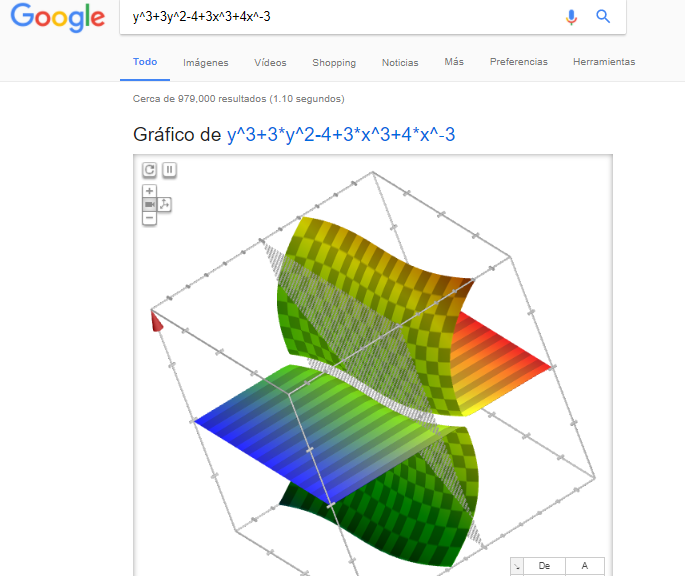 Google
y^3+3y^2-4+3x^3+4x^-3
Todo Imágenes Vídeos Shopping Noticias Más Preferencias Herramientas
Cerca de 979,000 resultados (1.10 segundos)
Gráfico de y^3+3*y^2-4+3*x^3+4*x^-3
De A